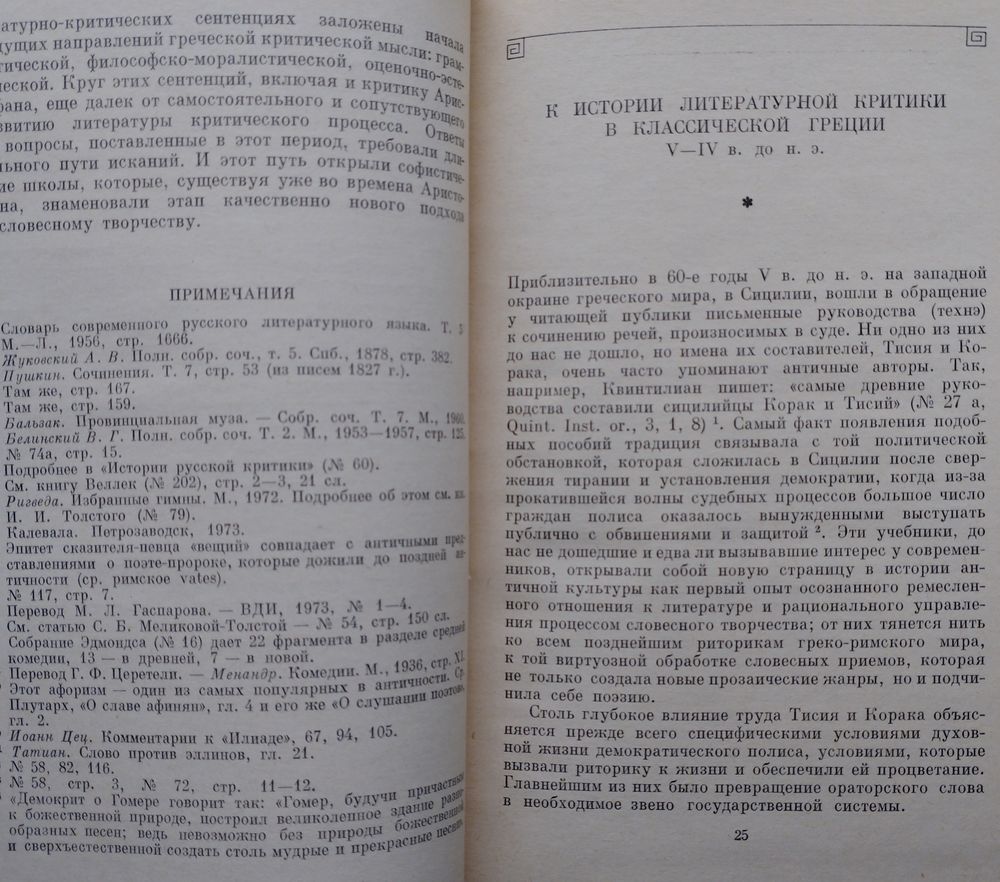 атурно-критических сентенциях заложены начала
дущих направлений греческой критической мысли: грам-
тической, философско-моралистической, оценочно-эсте-
ческой. Круг этих сентенций, включая и критику Арис-
фана, еще далек от самостоятельного и сопутствующего
звитию литературы критического процесса. Ответы
вопросы, поставленные в этот период, требовали дли-
льного пути исканий. И этот путь открыли софистиче-
ие школы, которые, существуя уже во времена Аристо-
на, знаменовали этап качественно нового подхода
словесному творчеству.
ПРИМЕЧАНИЯ
Словарь современного русского литературного языка. Т. 5
М.—Л., 1956, стр. 1666.
Жуковский А. В. Полн. собр. соч., т. 5. Спб., 1878, стр. 382.
Пушкин. Сочинения. Т. 7, стр. 53 (из писем 1827 г.).
Там же, стр. 167.
Там же, стр. 159.
Бальзак. Провинциальная муза. — Собр. соч. Т. 7. М., 1960.
Белинский В. Г. Полн. собр. соч. Т. 2. М., 1953—1957, стр. 125.
№ 74а, стр. 15.
Подробнее в «Истории русской критики» (№ 60).
См. книгу Веллек (№ 202), стр. 2—3, 21 сл.
Ригведа. Избранные гимны. М., 1972. Подробнее об этом см. кн.
И. И. Толстого (№ 79).
Калевала. Петрозаводск, 1973.
Эпитет сказителя-певца «вещий» совпадает с античными пред-
ставлениями о поэте-пророке, которые дожили до поздней ан-
тичности (ср. римское vates).
№ 117, стр. 7.
Перевод М. Л. Гаспарова. — ВДИ, 1973, № 1—4.
См. статью С. Б. Меликовой-Толстой — № 54, стр. 150 сл.
Собрание Эдмондса (№ 16) дает 22 фрагмента в разделе средней
комедии, 13 — в древней, 7 — в новой.
Перевод Г. Ф. Церетели. — Менандр. Комедии. М., 1936, стр. XI.
Этот афоризм — один из самых популярных в античности. Ср.
Плутарх, «О славе афинян», гл. 4 и его же «О слушании поэтов»,
гл. 2.
Иоанн Цец. Комментарии к «Илиаде», 67, 94, 105.
Татиан. Слово против эллинов, гл. 21.
№ 58, 82, 116.
№ 58, стр. 3, № 72, стр. 11—12.
«Демокрит о Гомере говорит так: «Гомер, будучи причастным
к божественной природе, построил великолепное здание разно-
образных песен; ведь невозможно без природы божественной
и сверхъестественной создать столь мудрые и прекрасные песни».
К ИСТОРИИ ЛИТЕРАТУРНОЙ КРИТИКИ
В КЛАССИЧЕСКОЙ ГРЕЦИИ
V—IV в. до н. э.
*
Приблизительно в 60-е годы V в. до н. э. на западной
окраине греческого мира, в Сицилии, вошли в обращение
у читающей публики письменные руководства (технэ)
к сочинению речей, произносимых в суде. Ни одно из них
до нас не дошло, но имена их составителей, Тисия и Ко-
рака, очень часто упоминают античные авторы. Так,
например, Квинтилиан пишет: «самые древние руко-
водства составили сицилийцы Корак и Тисий» (№ 27 а,
Quint. Inst. or., 3, 1, 8) ¹. Самый факт появления подоб-
ных пособий традиция связывала с той политической
обстановкой, которая сложилась в Сицилии после свер-
жения тирании и установления демократии, когда из-за
прокатившейся волны судебных процессов большое число
граждан полиса оказалось вынужденными выступать
публично с обвинениями и защитой ². Эти учебники, до
нас не дошедшие и едва ли вызывавшие интерес у современ-
ников, открывали собой новую страницу в истории ан-
тичной культуры как первый опыт осознанного ремеслен-
ного отношения к литературе и рационального управле-
ния процессом словесного творчества; от них тянется нить
ко всем позднейшим риторикам греко-римского мира,
к той виртуозной обработке словесных приемов, которая
не только создала новые прозаические жанры, но и подчи-
нила себе поэзию.
Столь глубокое влияние труда Тисия и Корака объяс-
няется прежде всего специфическими условиями духов-
ной жизни демократического полиса, условиями, которые
вызвали риторику к жизни и обеспечили ей процветание.
Главнейшим из них было превращение ораторского слова
в необходимое звено государственной системы.
25